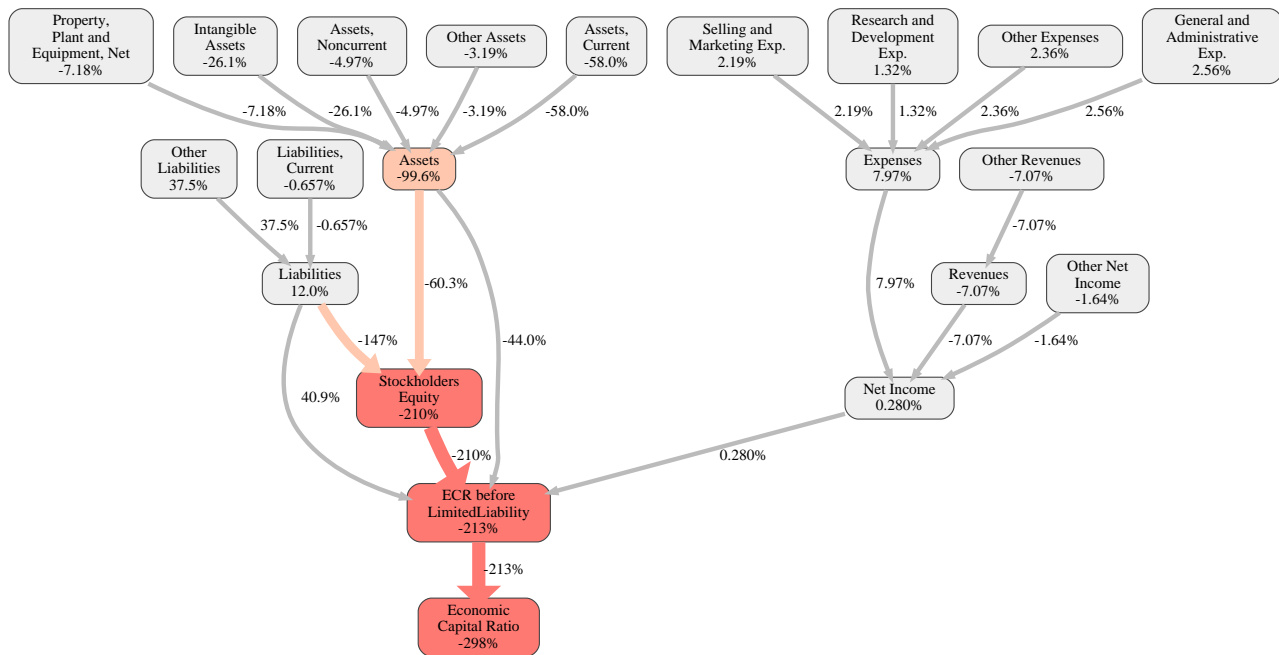 Property,
Plant and
Equipment, Net
-7.18%
Intangible
Assets
-26.1%
Assets,
Noncurrent
-4.97%
Other Assets
-3.19%
Assets,
Current
-58.0%
Selling and
Marketing Exp.
2.19%
Research and
Development
Exp.
1.32%
Other Expenses
2.36%
General and
Administrative
Exp.
2.56%
-7.18%
-26.1%
-4.97%
-3.19%
-58.0%
2.19%
1.32%
2.36%
2.56%
Other
Liabilities
37.5%
Liabilities,
Current
-0.657%
Assets
-99.6%
Expenses
7.97%
Other Revenues
-7.07%
37.5%
-0.657%
-7.07%
Liabilities
12.0%
-60.3%
7.97%
Revenues
-7.07%
Other Net
Income
-1.64%
-147%
-44.0%
-7.07%
-1.64%
Stockholders
Equity
-210%
40.9%
Net Income
0.280%
-210%
0.280%
ECR before
LimitedLiability
-213%
-213%
Economic
Capital Ratio
-298%